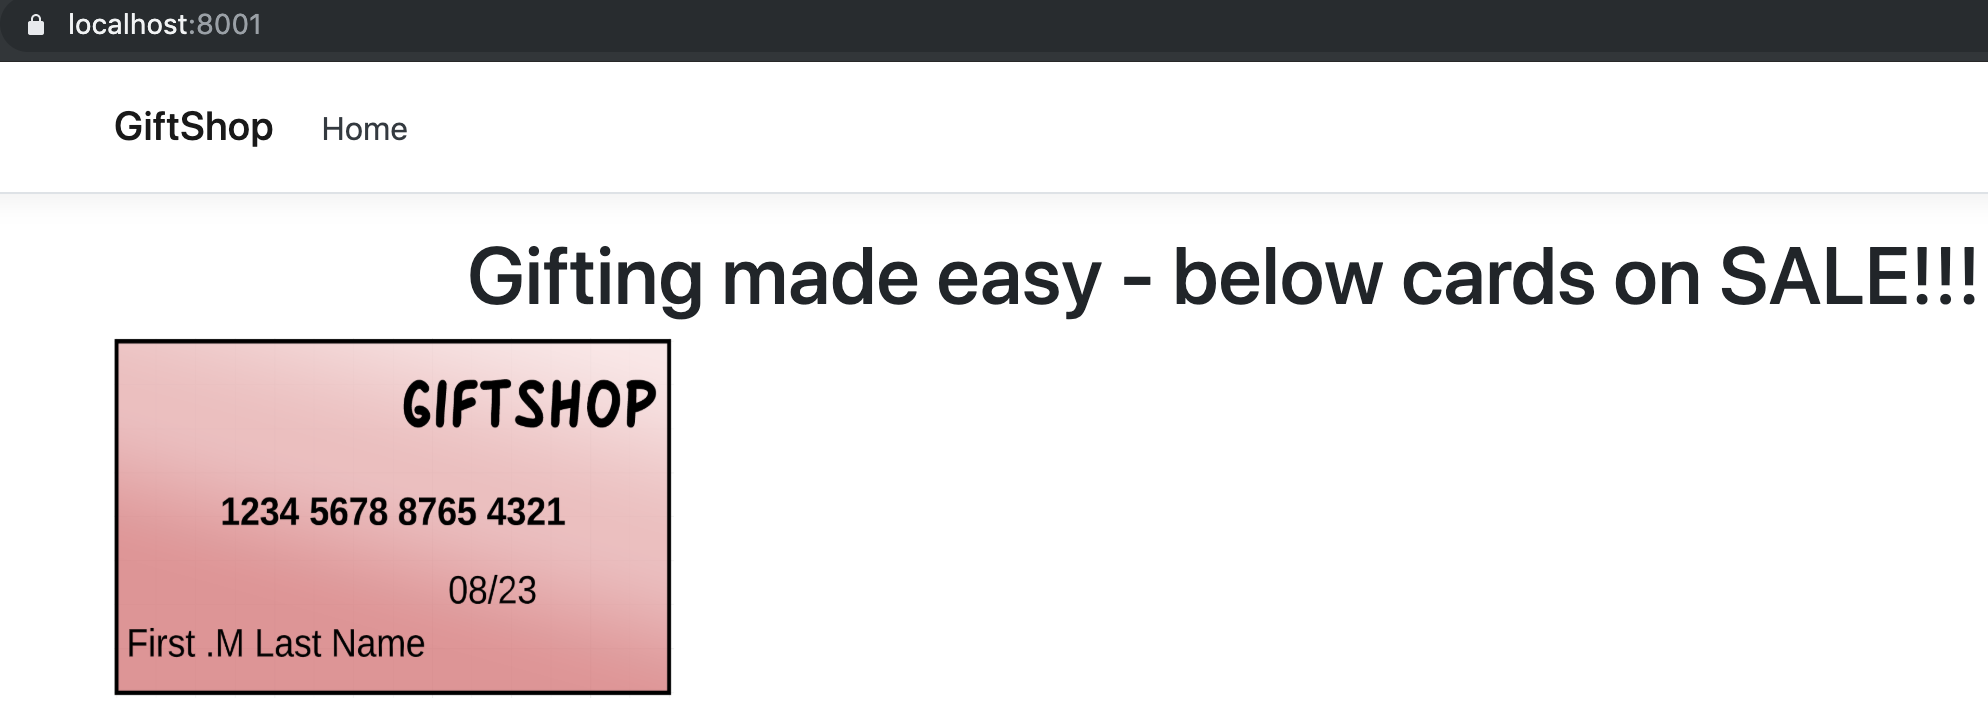 localhost:8001
GiftShop Home
Gifting made easy - below cards on SALE!!!
GIFTSHOP
1234 5678 8765 4321
08/23
First .M Last Name